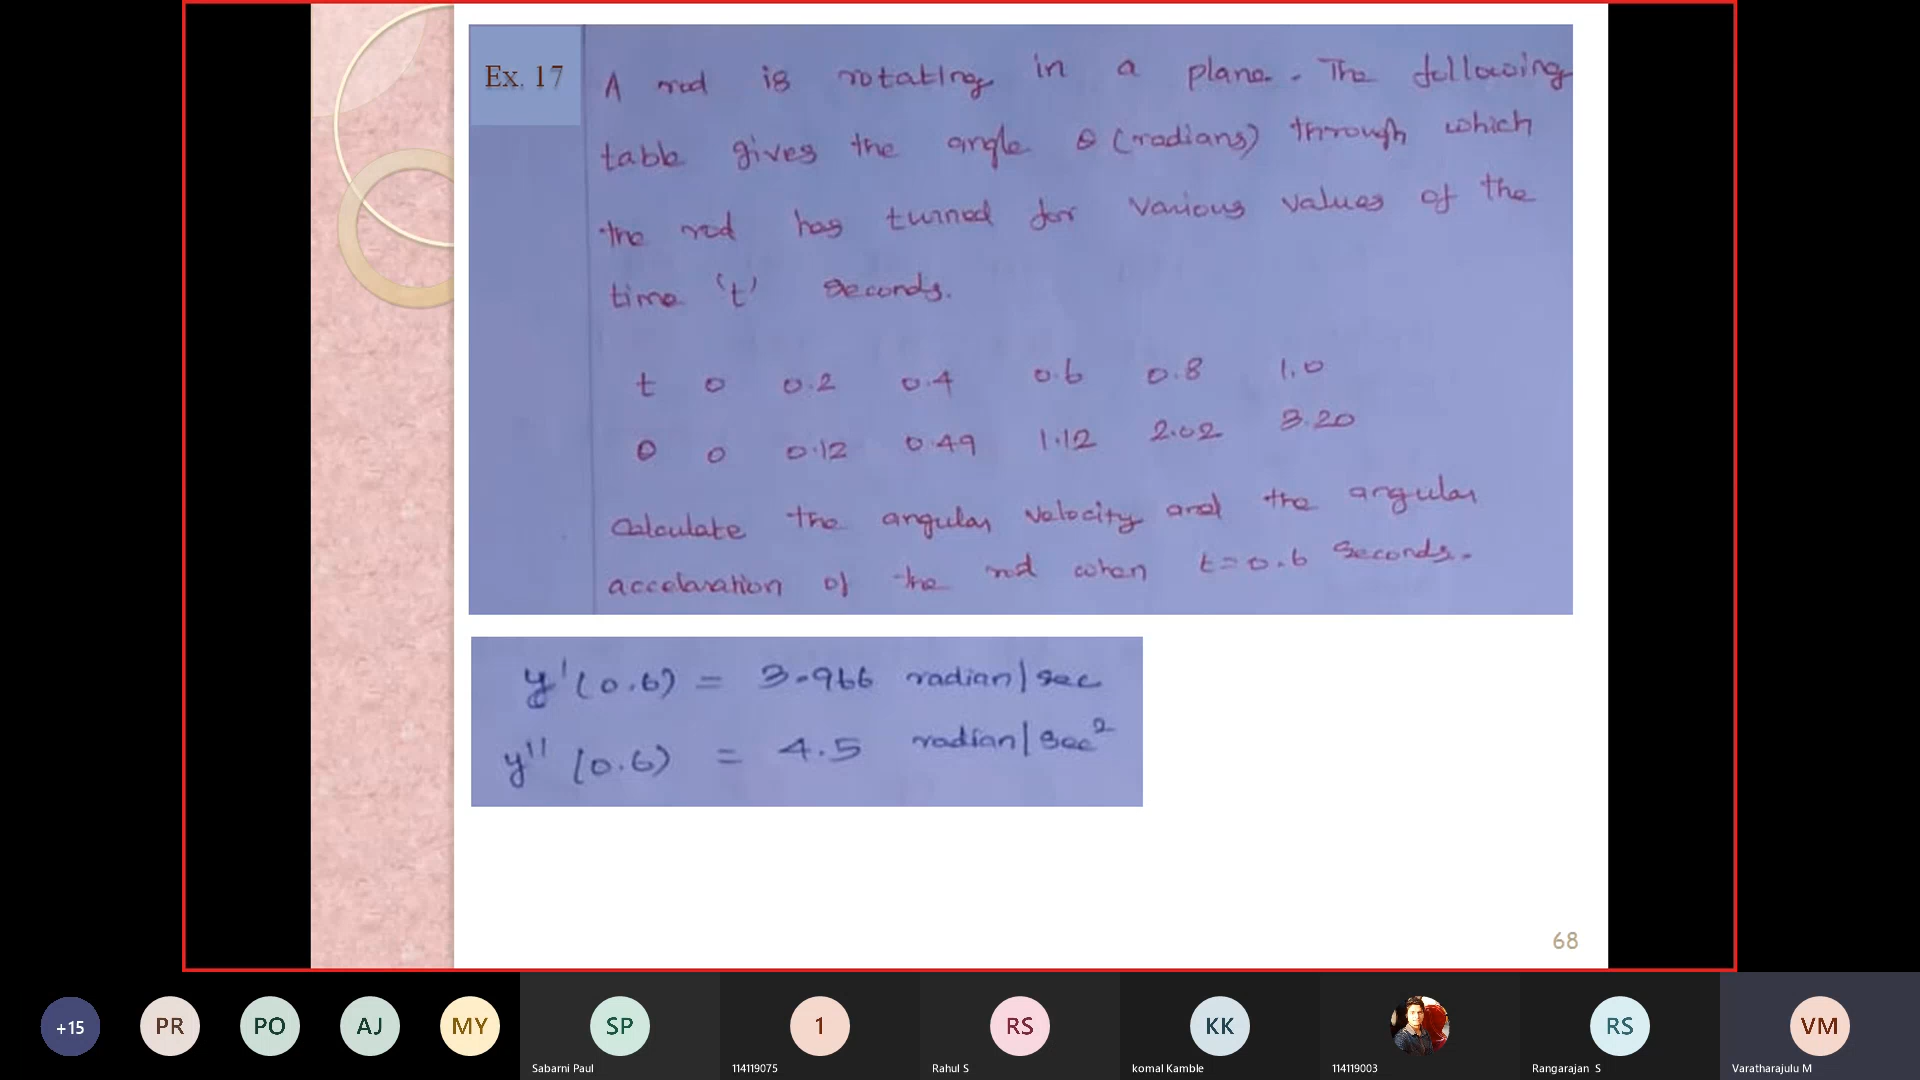 Ex. 17
A rod is rotating in a plane. The following
table gives the angle θ (radians) through which
the rod has turned for various values of the
time 't' seconds.
t 0 0.2 0.4 0.6 0.8 1.0
θ 0 0.12 0.49 1.12 2.02 3.20
Calculate the angular velocity and the angular
acceleration of the rod when t=0.6 seconds.
y'(0.6) = 3.966 radian/sec
y''(0.6) = 4.5 radian/sec²
68
+15 PR PO AJ MY SP 1 RS KK RS VM
Sabarni Paul 114119075 Rahul S komal Kamble 114119003 Rangarajan S Varatharajulu M